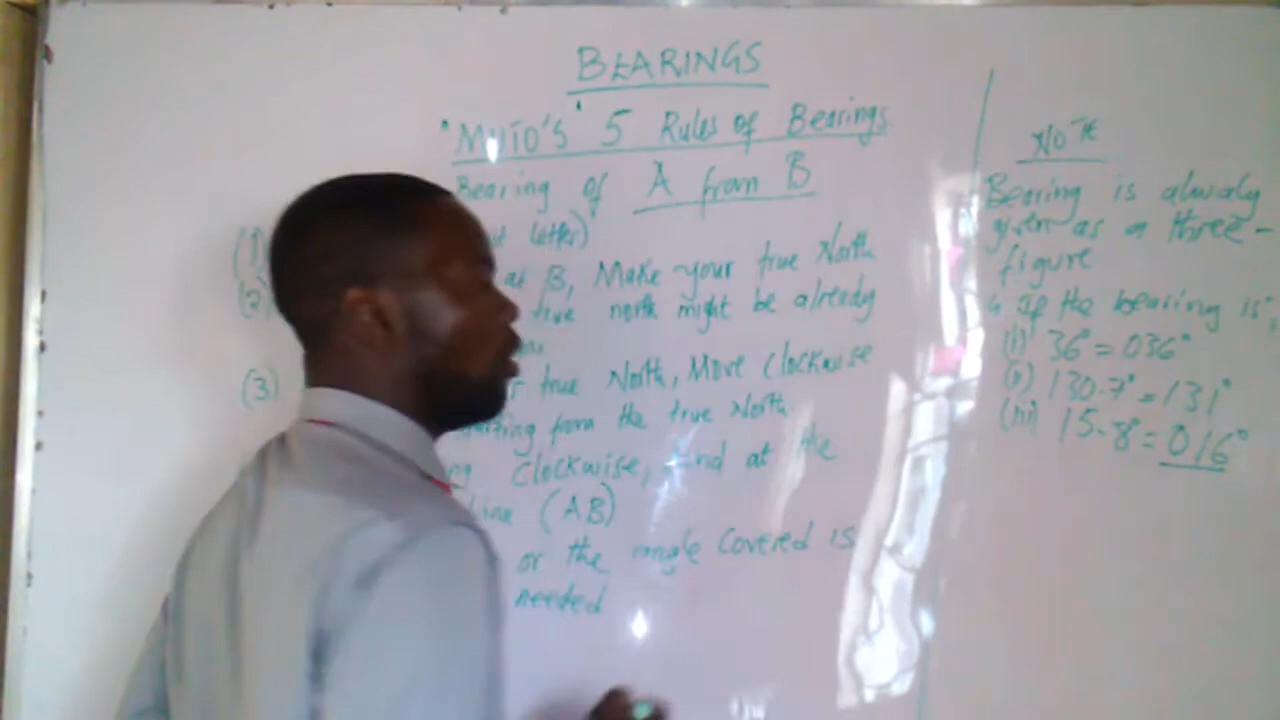 BEARINGS
"MUTO'S" 5 Rules of Bearings
Bearing of A from B
(1) letter)
(2) at B, Make your true North
true north might be already
(3) true North, Move Clockwise
starting from the true North
Clockwise, End at the
Line (AB)
or the angle Covered is
needed
NOTE
Bearing is alwaly
given as a three-
figure
If the bearing is
(i) 36° = 036°
(ii) 130.7° = 131°
(iii) 15.8° = 016°